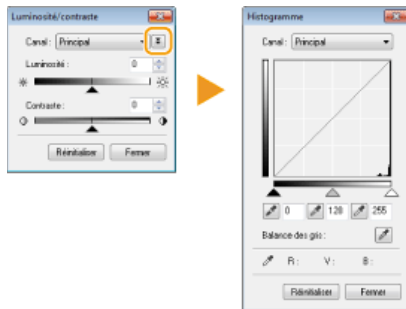 Luminosité/contraste
Canal: Principal
Luminosité: 0
Contraste: 0
Réinitialiser Fermer
Histogramme
Canal: Principal
0 128 255
Balance des gris:
R: V: B:
Réinitialiser Fermer